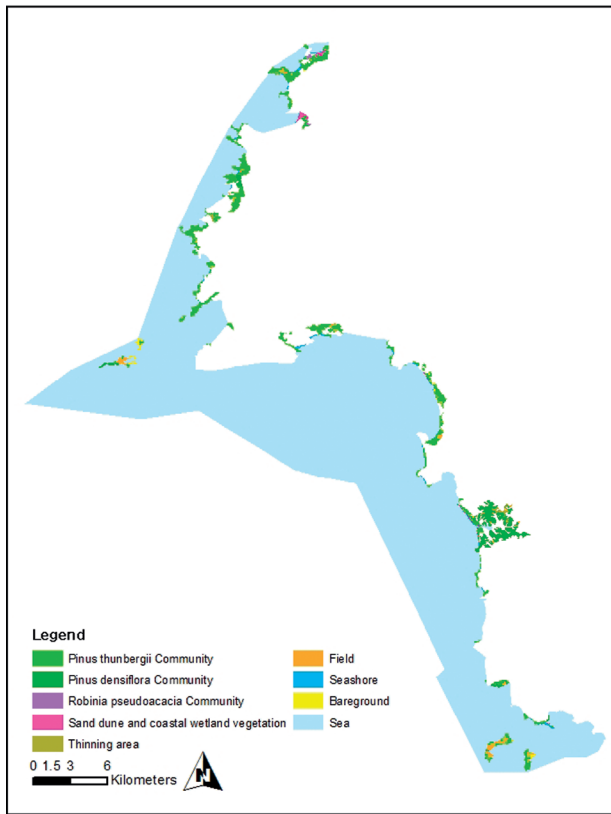 Legend
Pinus thunbergii Community
Pinus densiflora Community
Robinia pseudoacacia Community
Sand dune and coastal wetland vegetation
Thinning area
Field
Seashore
Bareground
Sea
0 1.5 3 6
Kilometers
N